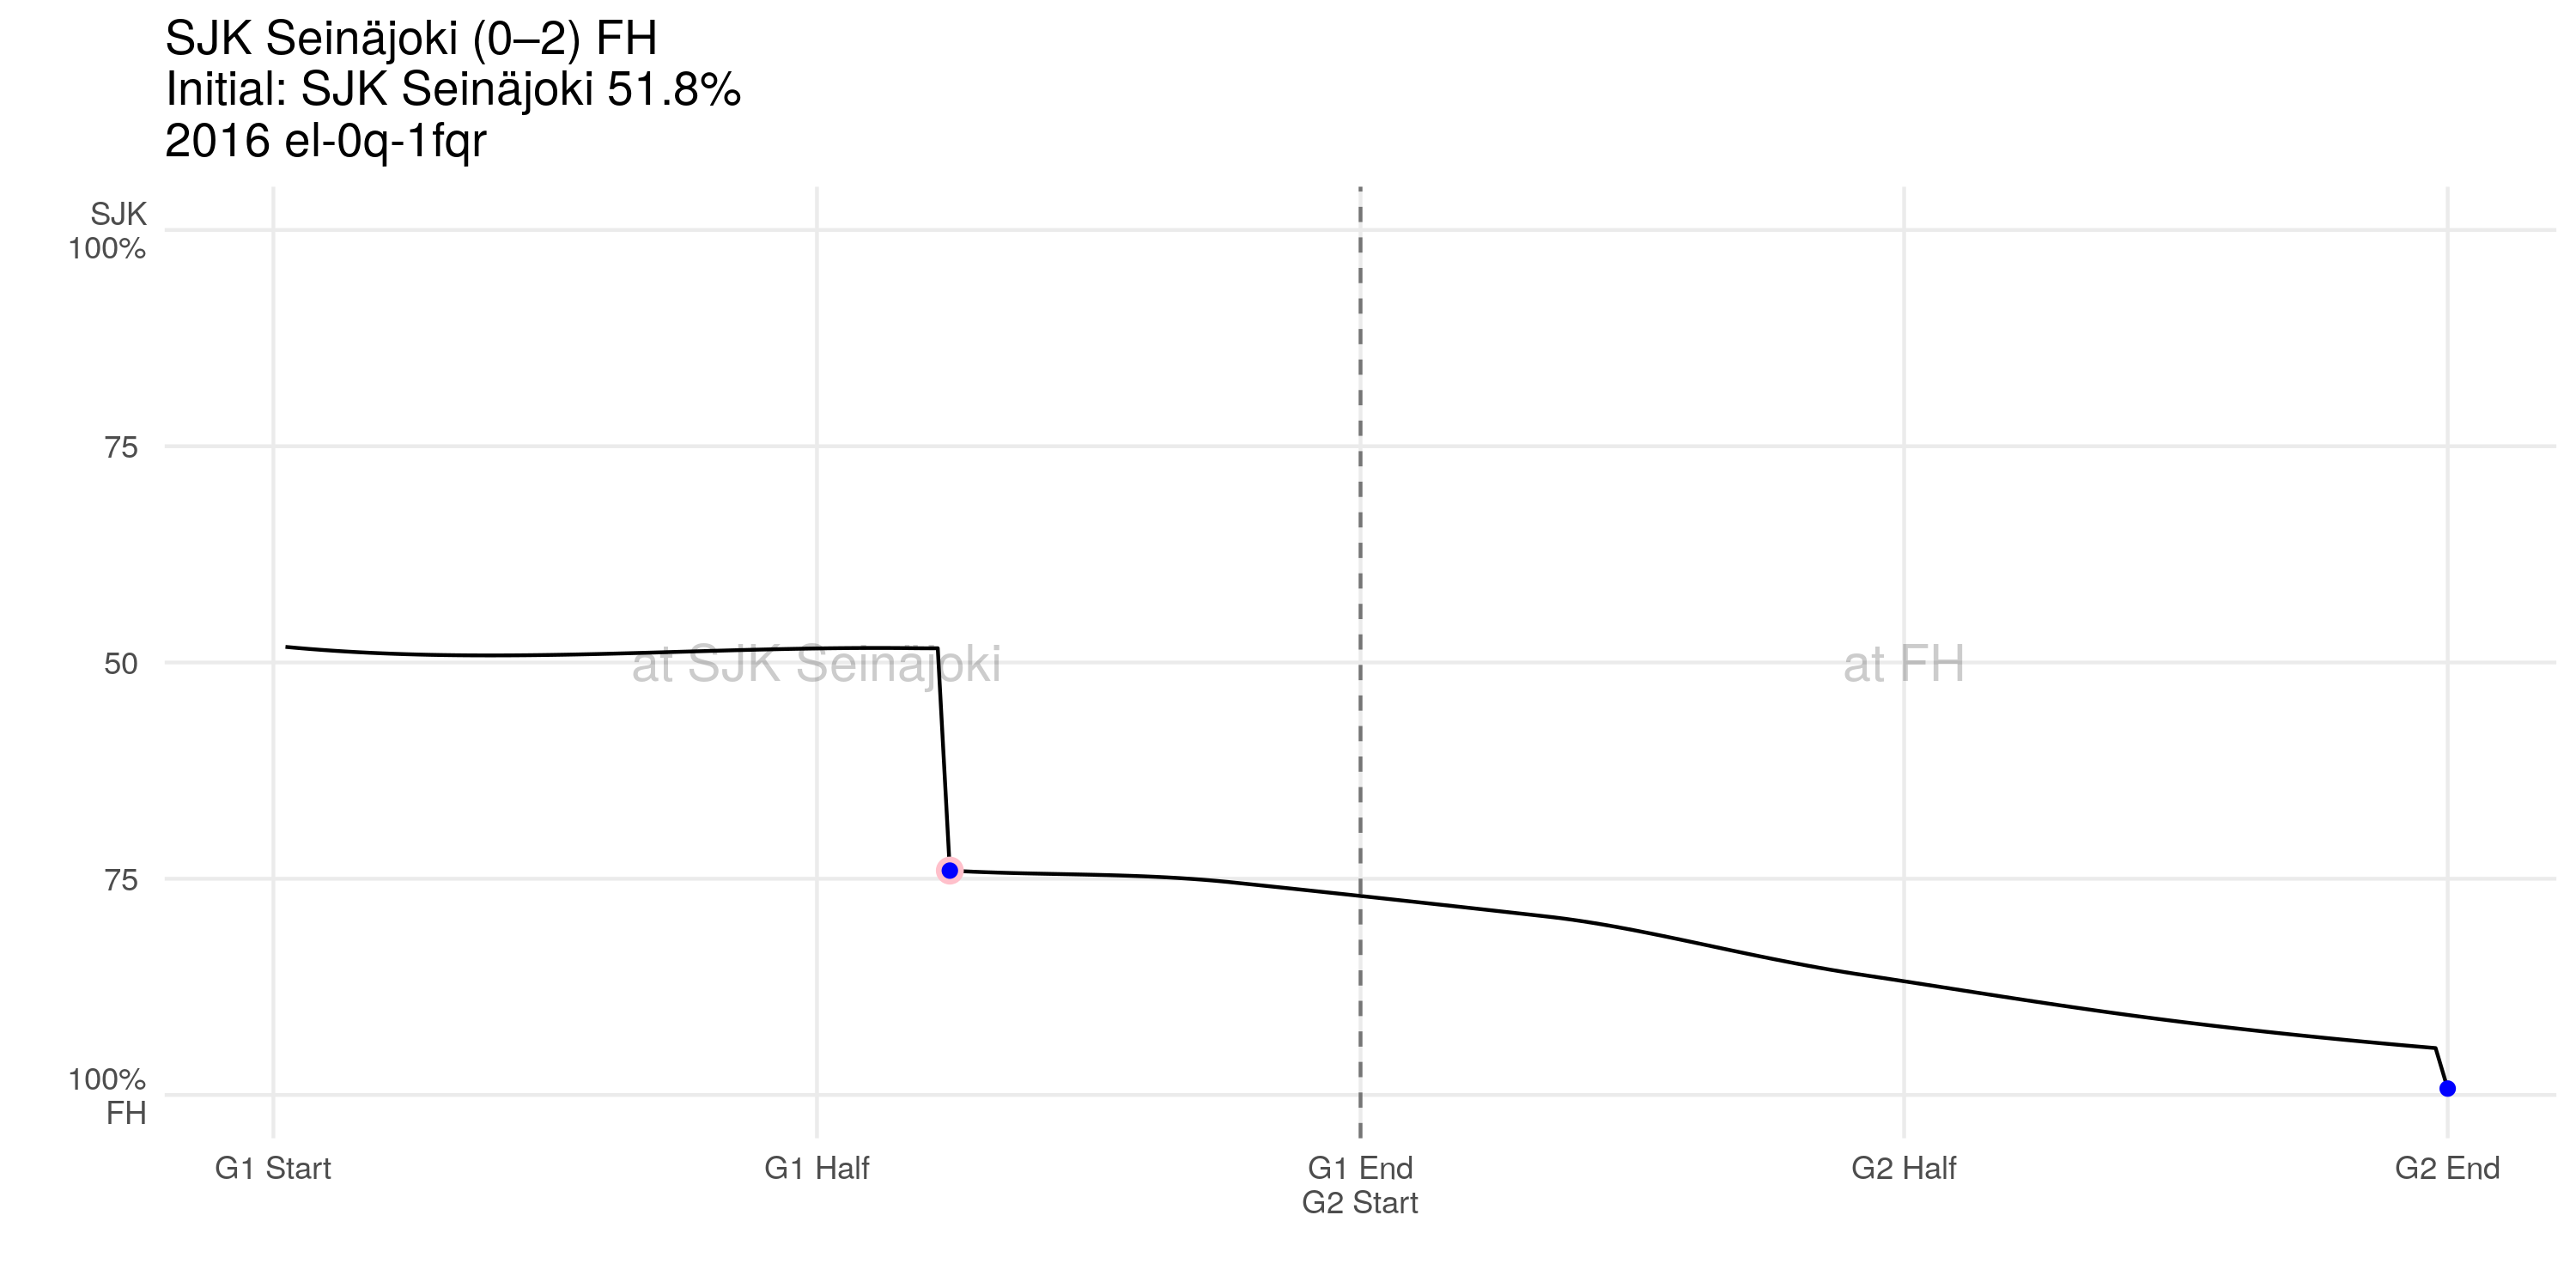 SJK Seinäjoki (0–2) FH
Initial: SJK Seinäjoki 51.8%
2016 el-0q-1fqr
SJK
100%
75
50
75
100%
FH
at SJK Seinäjoki
at FH
G1 Start
G1 Half
G1 End
G2 Start
G2 Half
G2 End